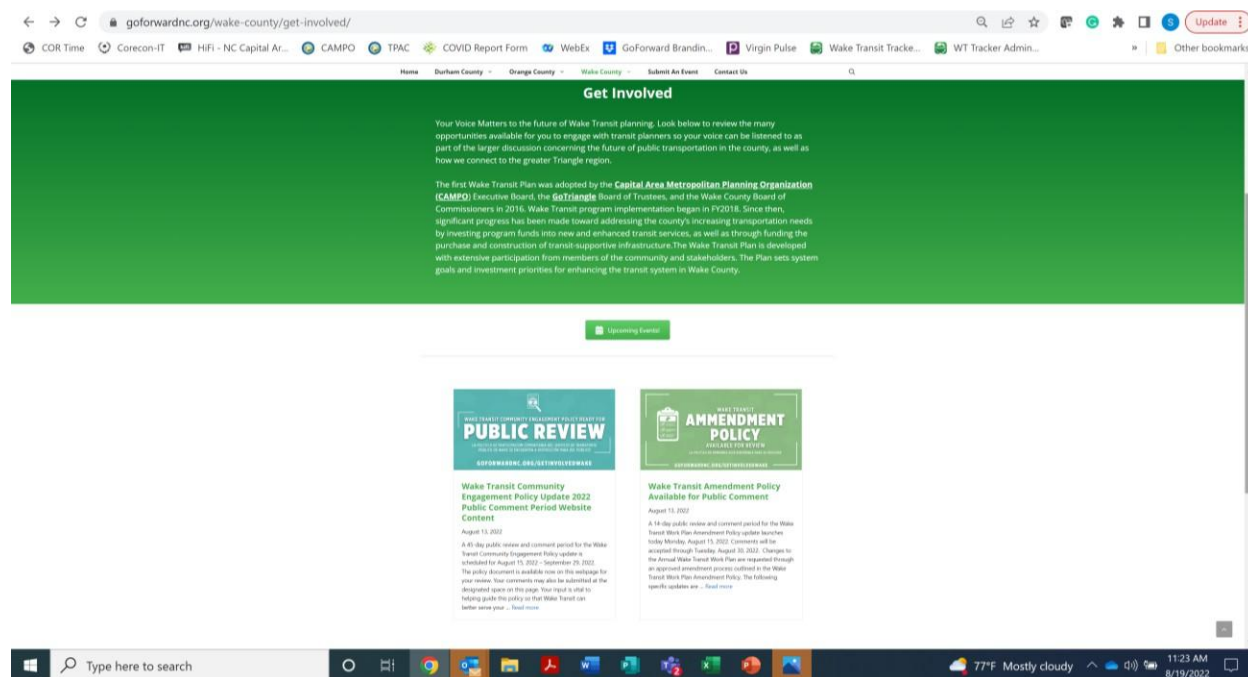 goforwardnc.org/wake-county/get-involved/
Update
COR Time Corecon-IT HiFi - NC Capital Ar... CAMPO TPAC COVID Report Form WebEx GoForward Brandin... Virgin Pulse Wake Transit Tracke... WT Tracker Admin... » Other bookmarks
Home Durham County Orange County Wake County Submit An Event Contact Us
Get Involved
Your Voice Matters to the future of Wake Transit planning. Look below to review the many
opportunities available for you to engage with transit planners so your voice can be listened to as
part of the larger discussion concerning the future of public transportation in the county, as well as
how we connect to the greater Triangle region.
The first Wake Transit Plan was adopted by the Capital Area Metropolitan Planning Organization
(CAMPO) Executive Board, the GoTriangle Board of Trustees, and the Wake County Board of
Commissioners in 2016. Wake Transit program implementation began in FY2018. Since then,
significant progress has been made toward addressing the county's increasing transportation needs
by investing program funds into new and enhanced transit services, as well as through funding the
purchase and construction of transit-supportive infrastructure.The Wake Transit Plan is developed
with extensive participation from members of the community and stakeholders. The Plan sets system
goals and investment priorities for enhancing the transit system in Wake County.
Upcoming Events!
WAKE TRANSIT COMMUNITY ENGAGEMENT POLICY READY FOR
PUBLIC REVIEW
GOFORWARDNC.ORG/GETINVOLVEDWAKE
Wake Transit Community
Engagement Policy Update 2022
Public Comment Period Website
Content
August 13, 2022
A 45-day public review and comment period for the Wake
Transit Community Engagement Policy update is
scheduled for August 15, 2022 – September 29, 2022.
The policy document is available now on this webpage for
your review. Your comments may also be submitted at the
designated space on this page. Your input is vital to
helping guide this policy so that Wake Transit can
better serve your ... Read more
WAKE TRANSIT
AMMENDMENT
POLICY
AVAILABLE FOR REVIEW
GOFORWARDNC.ORG/GETINVOLVEDWAKE
Wake Transit Amendment Policy
Available for Public Comment
August 13, 2022
A 14-day public review and comment period for the Wake
Transit Work Plan Amendment Policy update launches
today Monday, August 15, 2022. Comments will be
accepted through Tuesday, August 30, 2022. Changes to
the Annual Wake Transit Work Plan are requested through
an approved amendment process outlined in the Wake
Transit Work Plan Amendment Policy. The following
specific updates are ... Read more
Type here to search
77°F Mostly cloudy
11:23 AM
8/19/2022